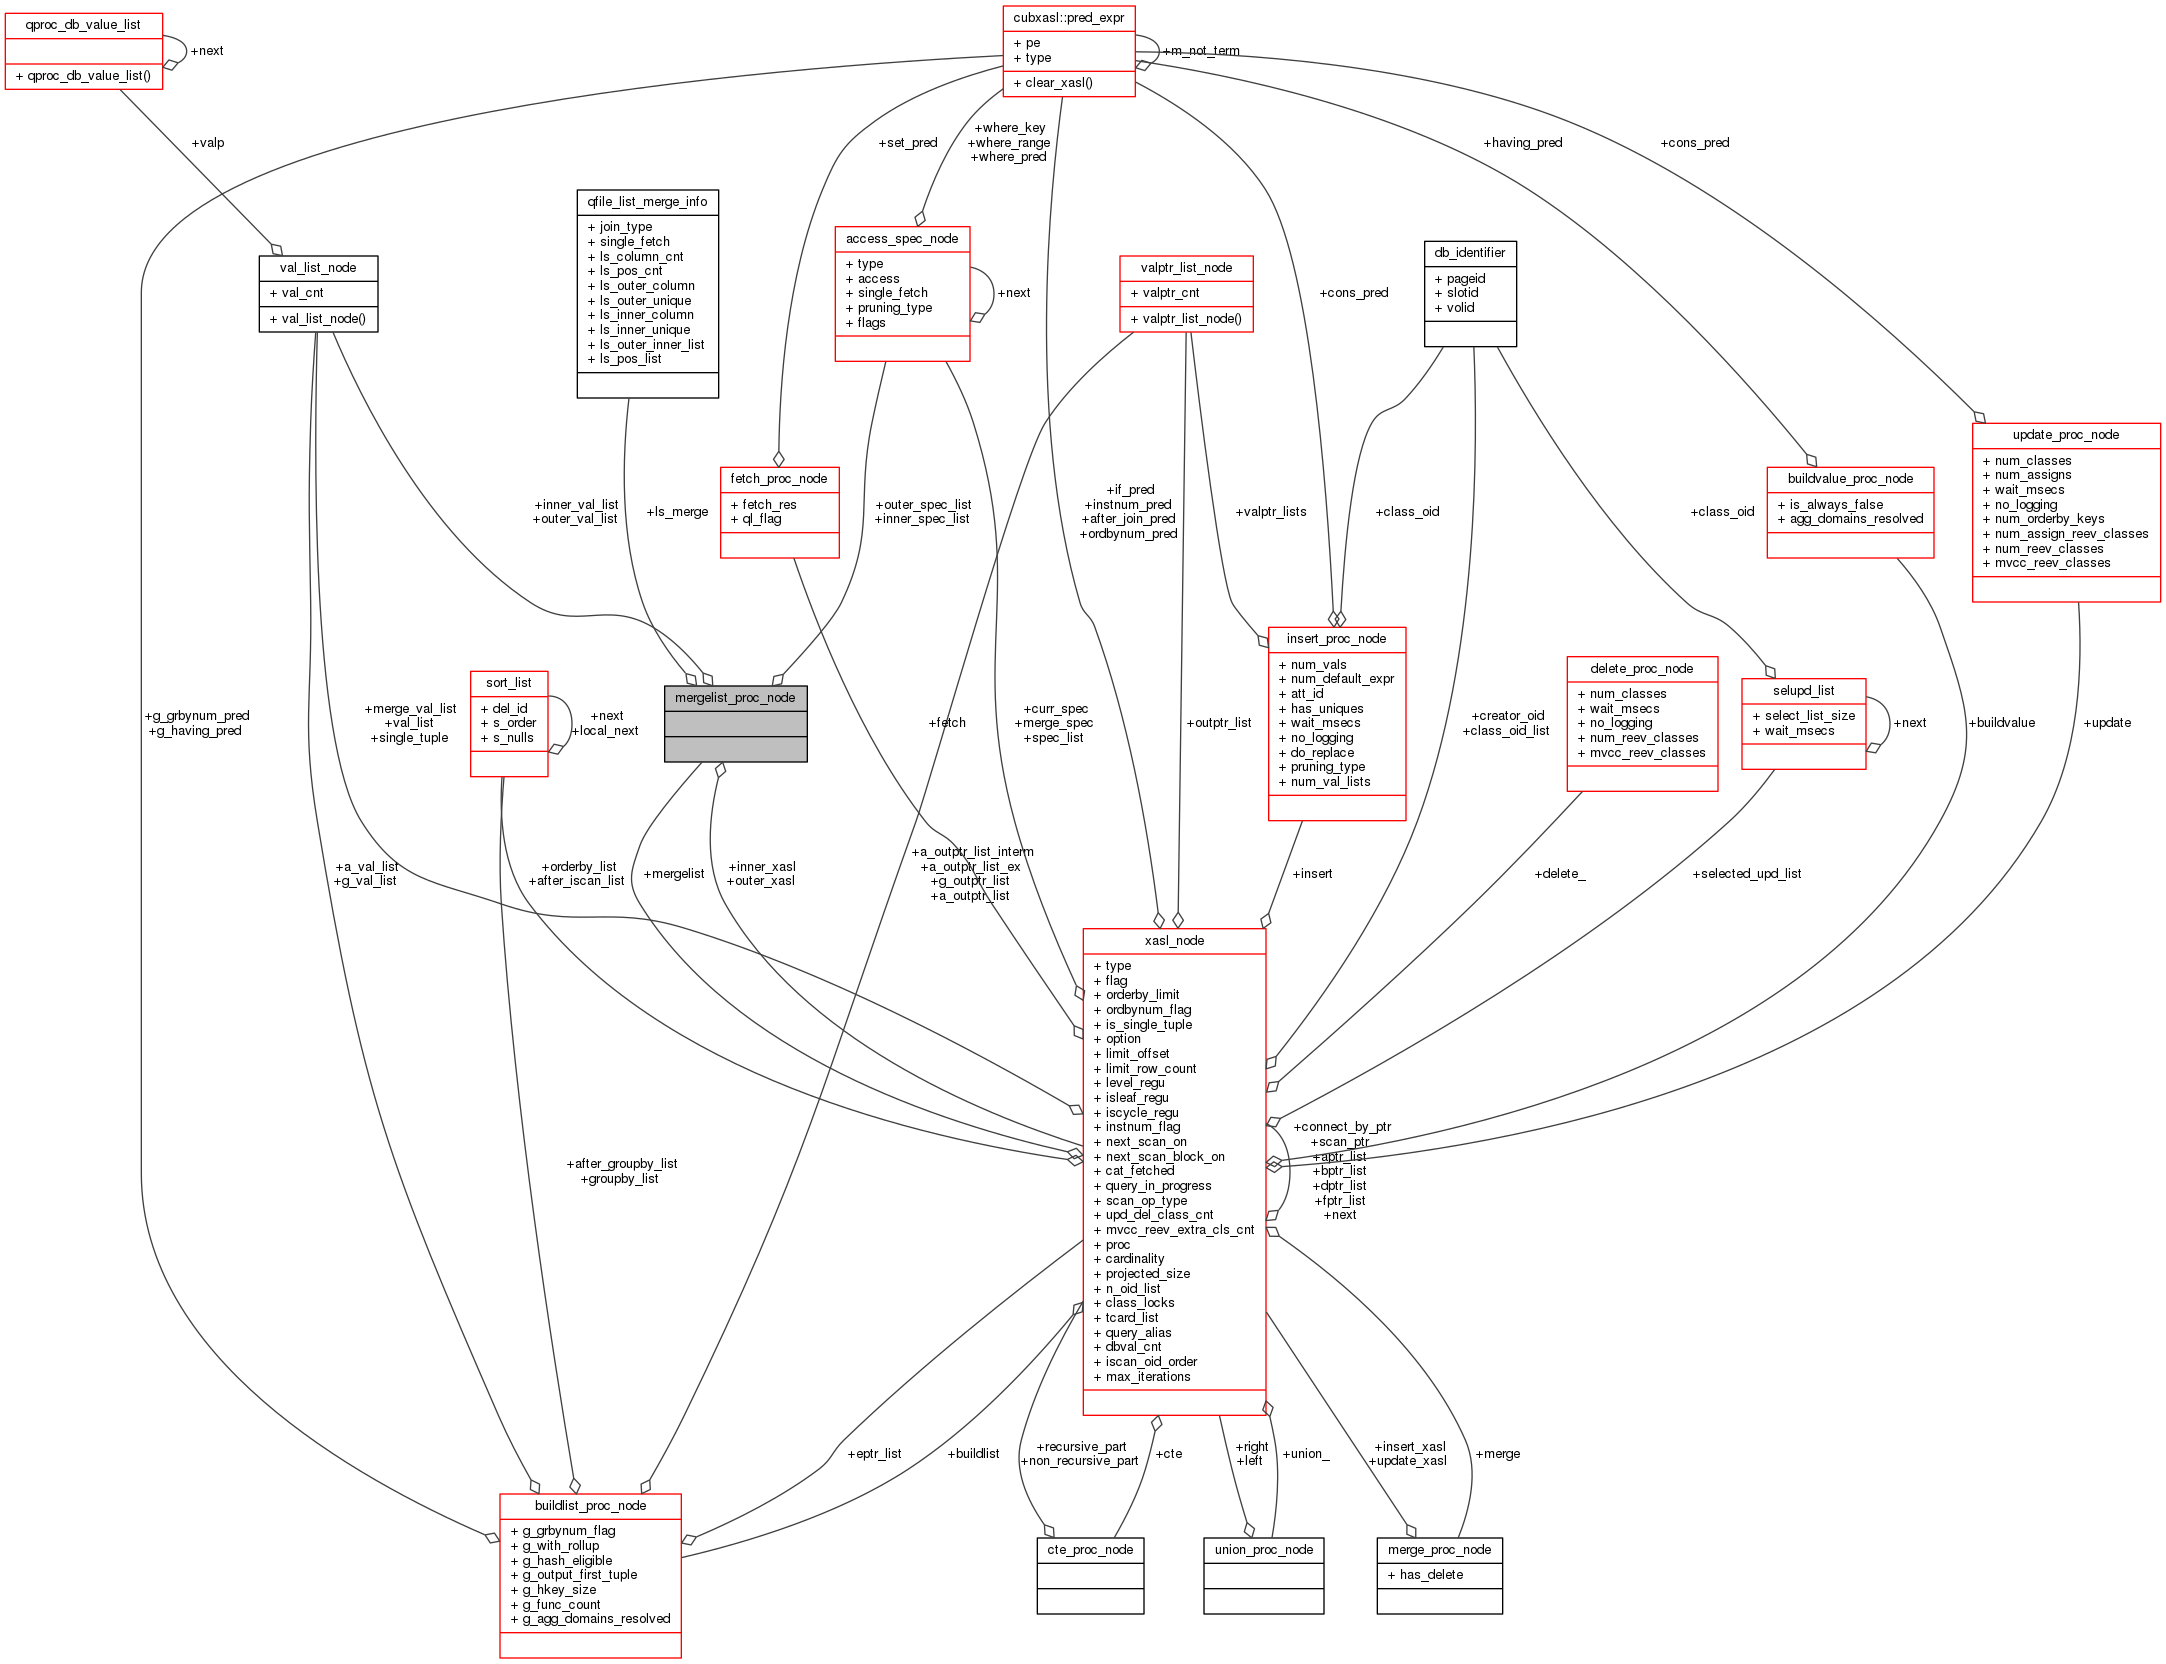 qproc_db_value_list
+ qproc_db_value_list()
+next
cubxasl::pred_expr
+ pe
+ type
+ clear_xasl()
+m_not_term
+valp
+set_pred
+where_key
+where_range
+where_pred
+having_pred
+cons_pred
val_list_node
+ val_cnt
+ val_list_node()
qfile_list_merge_info
+ join_type
+ single_fetch
+ ls_column_cnt
+ ls_pos_cnt
+ ls_outer_column
+ ls_outer_unique
+ ls_inner_column
+ ls_inner_unique
+ ls_outer_inner_list
+ ls_pos_list
access_spec_node
+ type
+ access
+ single_fetch
+ pruning_type
+ flags
+next
valptr_list_node
+ valptr_cnt
+ valptr_list_node()
+cons_pred
db_identifier
+ pageid
+ slotid
+ volid
update_proc_node
+ num_classes
+ num_assigns
+ wait_msecs
+ no_logging
+ num_orderby_keys
+ num_assign_reev_classes
+ num_reev_classes
+ mvcc_reev_classes
fetch_proc_node
+ fetch_res
+ ql_flag
buildvalue_proc_node
+ is_always_false
+ agg_domains_resolved
+inner_val_list
+outer_val_list
+ls_merge
+outer_spec_list
+inner_spec_list
+if_pred
+instnum_pred
+after_join_pred
+ordbynum_pred
+valptr_lists
+class_oid
+class_oid
insert_proc_node
+ num_vals
+ num_default_expr
+ att_id
+ has_uniques
+ wait_msecs
+ no_logging
+ do_replace
+ pruning_type
+ num_val_lists
delete_proc_node
+ num_classes
+ wait_msecs
+ no_logging
+ num_reev_classes
+ mvcc_reev_classes
selupd_list
+ select_list_size
+ wait_msecs
+next
sort_list
+ del_id
+ s_order
+ s_nulls
+next
+local_next
mergelist_proc_node
+g_grbynum_pred
+g_having_pred
+merge_val_list
+val_list
+single_tuple
+fetch
+curr_spec
+merge_spec
+spec_list
+outptr_list
+creator_oid
+class_oid_list
+buildvalue
+update
+a_val_list
+g_val_list
+orderby_list
+after_iscan_list
+mergelist
+inner_xasl
+outer_xasl
+a_outptr_list_interm
+a_outptr_list_ex
+g_outptr_list
+a_outptr_list
+insert
+delete_
+selected_upd_list
xasl_node
+ type
+ flag
+ orderby_limit
+ ordbynum_flag
+ is_single_tuple
+ option
+ limit_offset
+ limit_row_count
+ level_regu
+ isleaf_regu
+ iscycle_regu
+ instnum_flag
+ next_scan_on
+ next_scan_block_on
+ cat_fetched
+ query_in_progress
+ scan_op_type
+ upd_del_class_cnt
+ mvcc_reev_extra_cls_cnt
+ proc
+ cardinality
+ projected_size
+ n_oid_list
+ class_locks
+ tcard_list
+ query_alias
+ dbval_cnt
+ iscan_oid_order
+ max_iterations
+connect_by_ptr
+scan_ptr
+aptr_list
+bptr_list
+dptr_list
+fptr_list
+next
+after_groupby_list
+groupby_list
+eptr_list
+buildlist
+recursive_part
+non_recursive_part
+cte
+right
+left
+union_
+insert_xasl
+update_xasl
+merge
buildlist_proc_node
+ g_grbynum_flag
+ g_with_rollup
+ g_hash_eligible
+ g_output_first_tuple
+ g_hkey_size
+ g_func_count
+ g_agg_domains_resolved
cte_proc_node
union_proc_node
merge_proc_node
+ has_delete